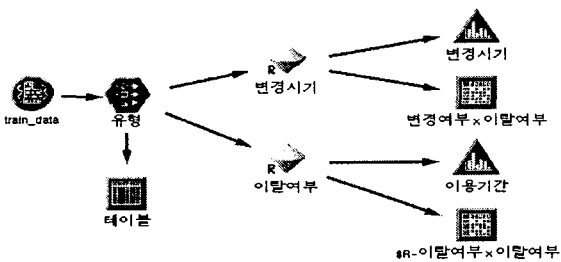 변경시기
R
변경시기
변경여부×이탈여부
train_data
유형
R
이탈여부
이용기간
테이블
$R-이탈여부×이탈여부